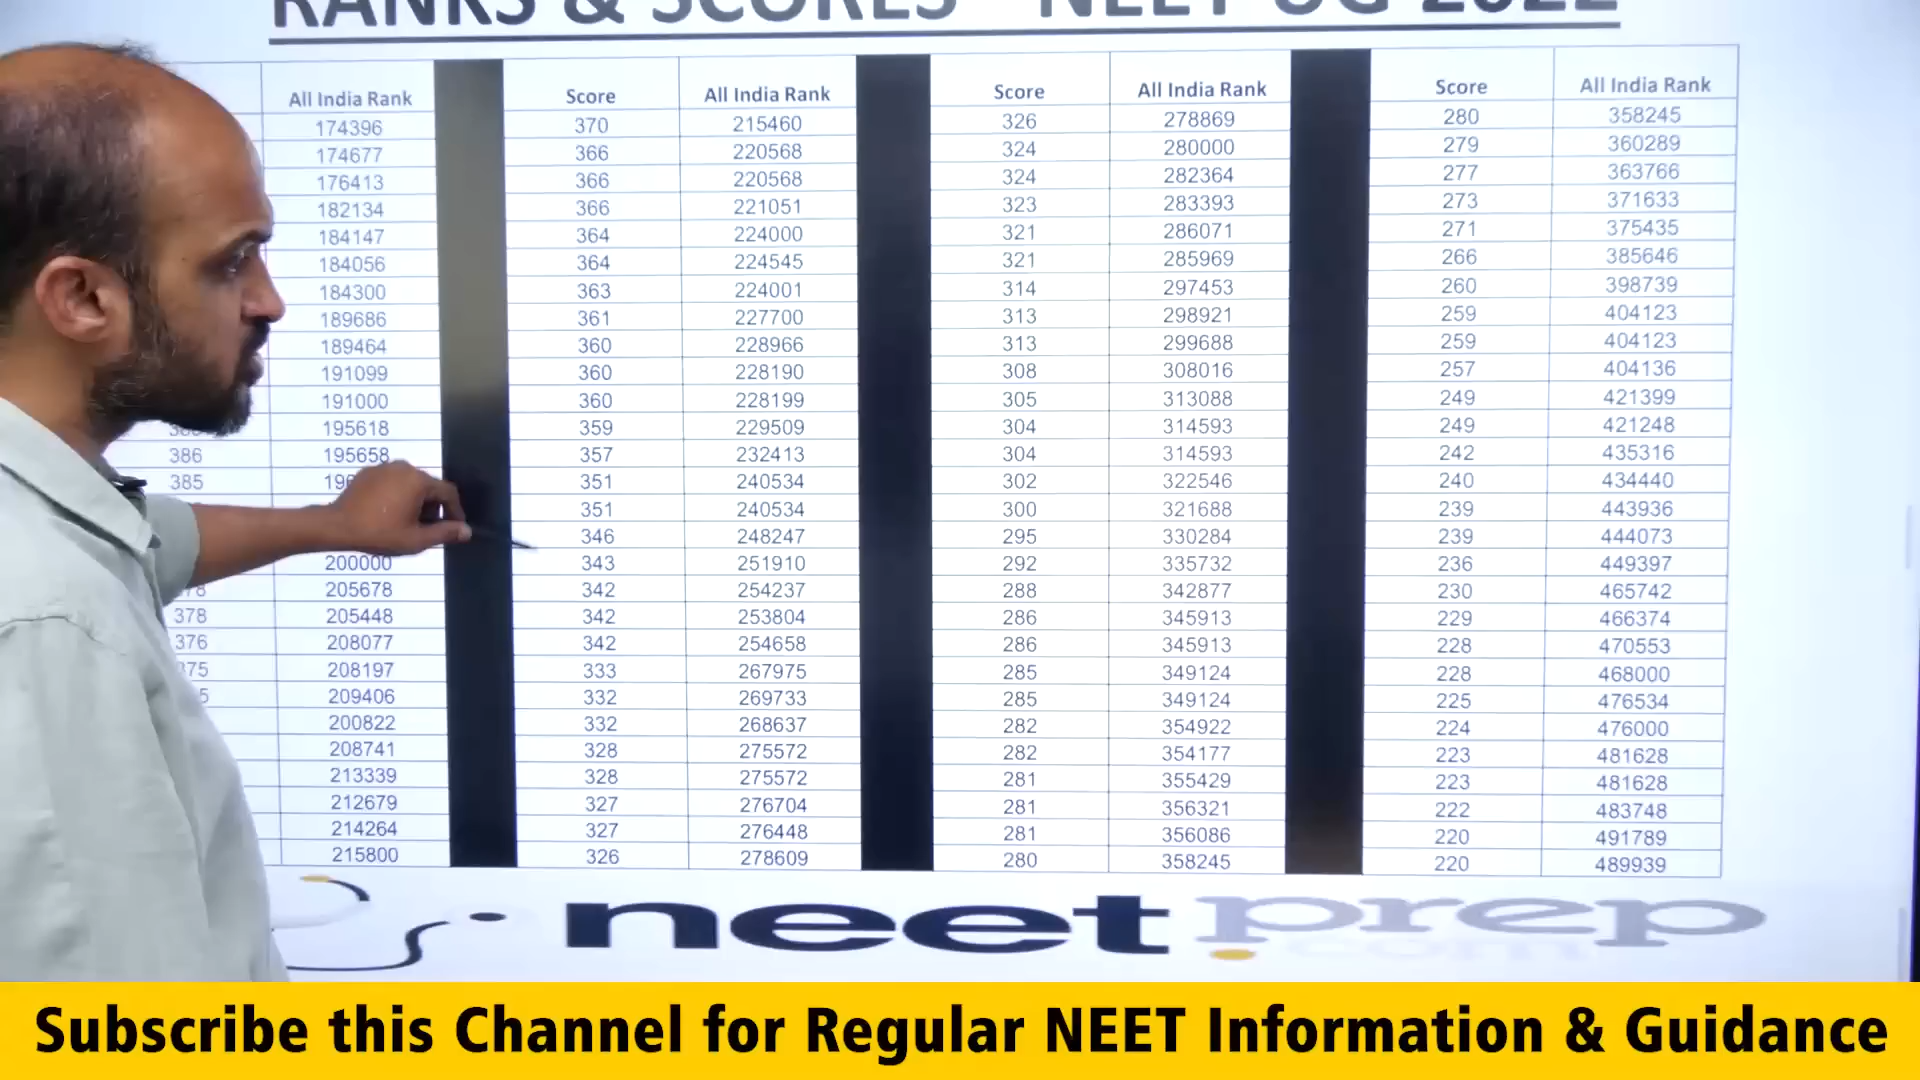 RANKS & SCORES - NEET UG 2022
All India Rank Score All India Rank Score All India Rank Score All India Rank
174396 370 215460 326 278869 280 358245
174677 366 220568 324 280000 279 360289
176413 366 220568 324 282364 277 363766
182134 366 221051 323 283393 273 371633
184147 364 224000 321 286071 271 375435
184056 364 224545 321 285969 266 385646
184300 363 224001 314 297453 260 398739
189686 361 227700 313 298921 259 404123
189464 360 228966 313 299688 259 404123
191099 360 228190 308 308016 257 404136
191000 360 228199 305 313088 249 421399
195618 359 229509 304 314593 249 421248
386 195658 357 232413 304 314593 242 435316
385 351 240534 302 322546 240 434440
351 240534 300 321688 239 443936
346 248247 295 330284 239 444073
200000 343 251910 292 335732 236 449397
205678 342 254237 288 342877 230 465742
378 205448 342 253804 286 345913 229 466374
376 208077 342 254658 286 345913 228 470553
208197 333 267975 285 349124 228 468000
209406 332 269733 285 349124 225 476534
200822 332 268637 282 354922 224 476000
208741 328 275572 282 354177 223 481628
213339 328 275572 281 355429 223 481628
212679 327 276704 281 356321 222 483748
214264 327 276448 281 356086 220 491789
215800 326 278609 280 358245 220 489939
neetprep
.com
Subscribe this Channel for Regular NEET Information & Guidance